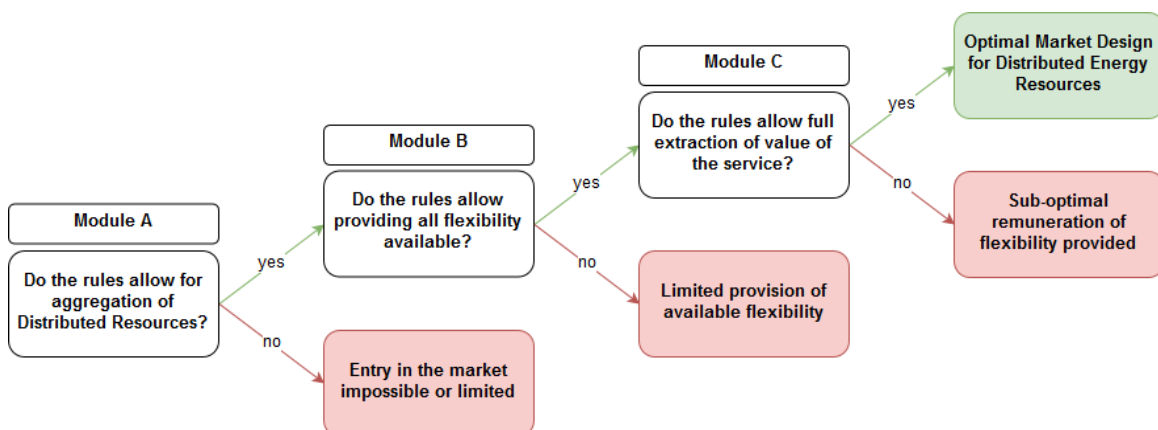 Module A
Do the rules allow for
aggregation of
Distributed Resources?
yes
no
Module B
Do the rules allow
providing all flexibility
available?
Entry in the market
impossible or limited
yes
no
Module C
Do the rules allow full
extraction of value of
the service?
Limited provision of
available flexibility
yes
no
Optimal Market Design
for Distributed Energy
Resources
Sub-optimal
remuneration of
flexibility provided